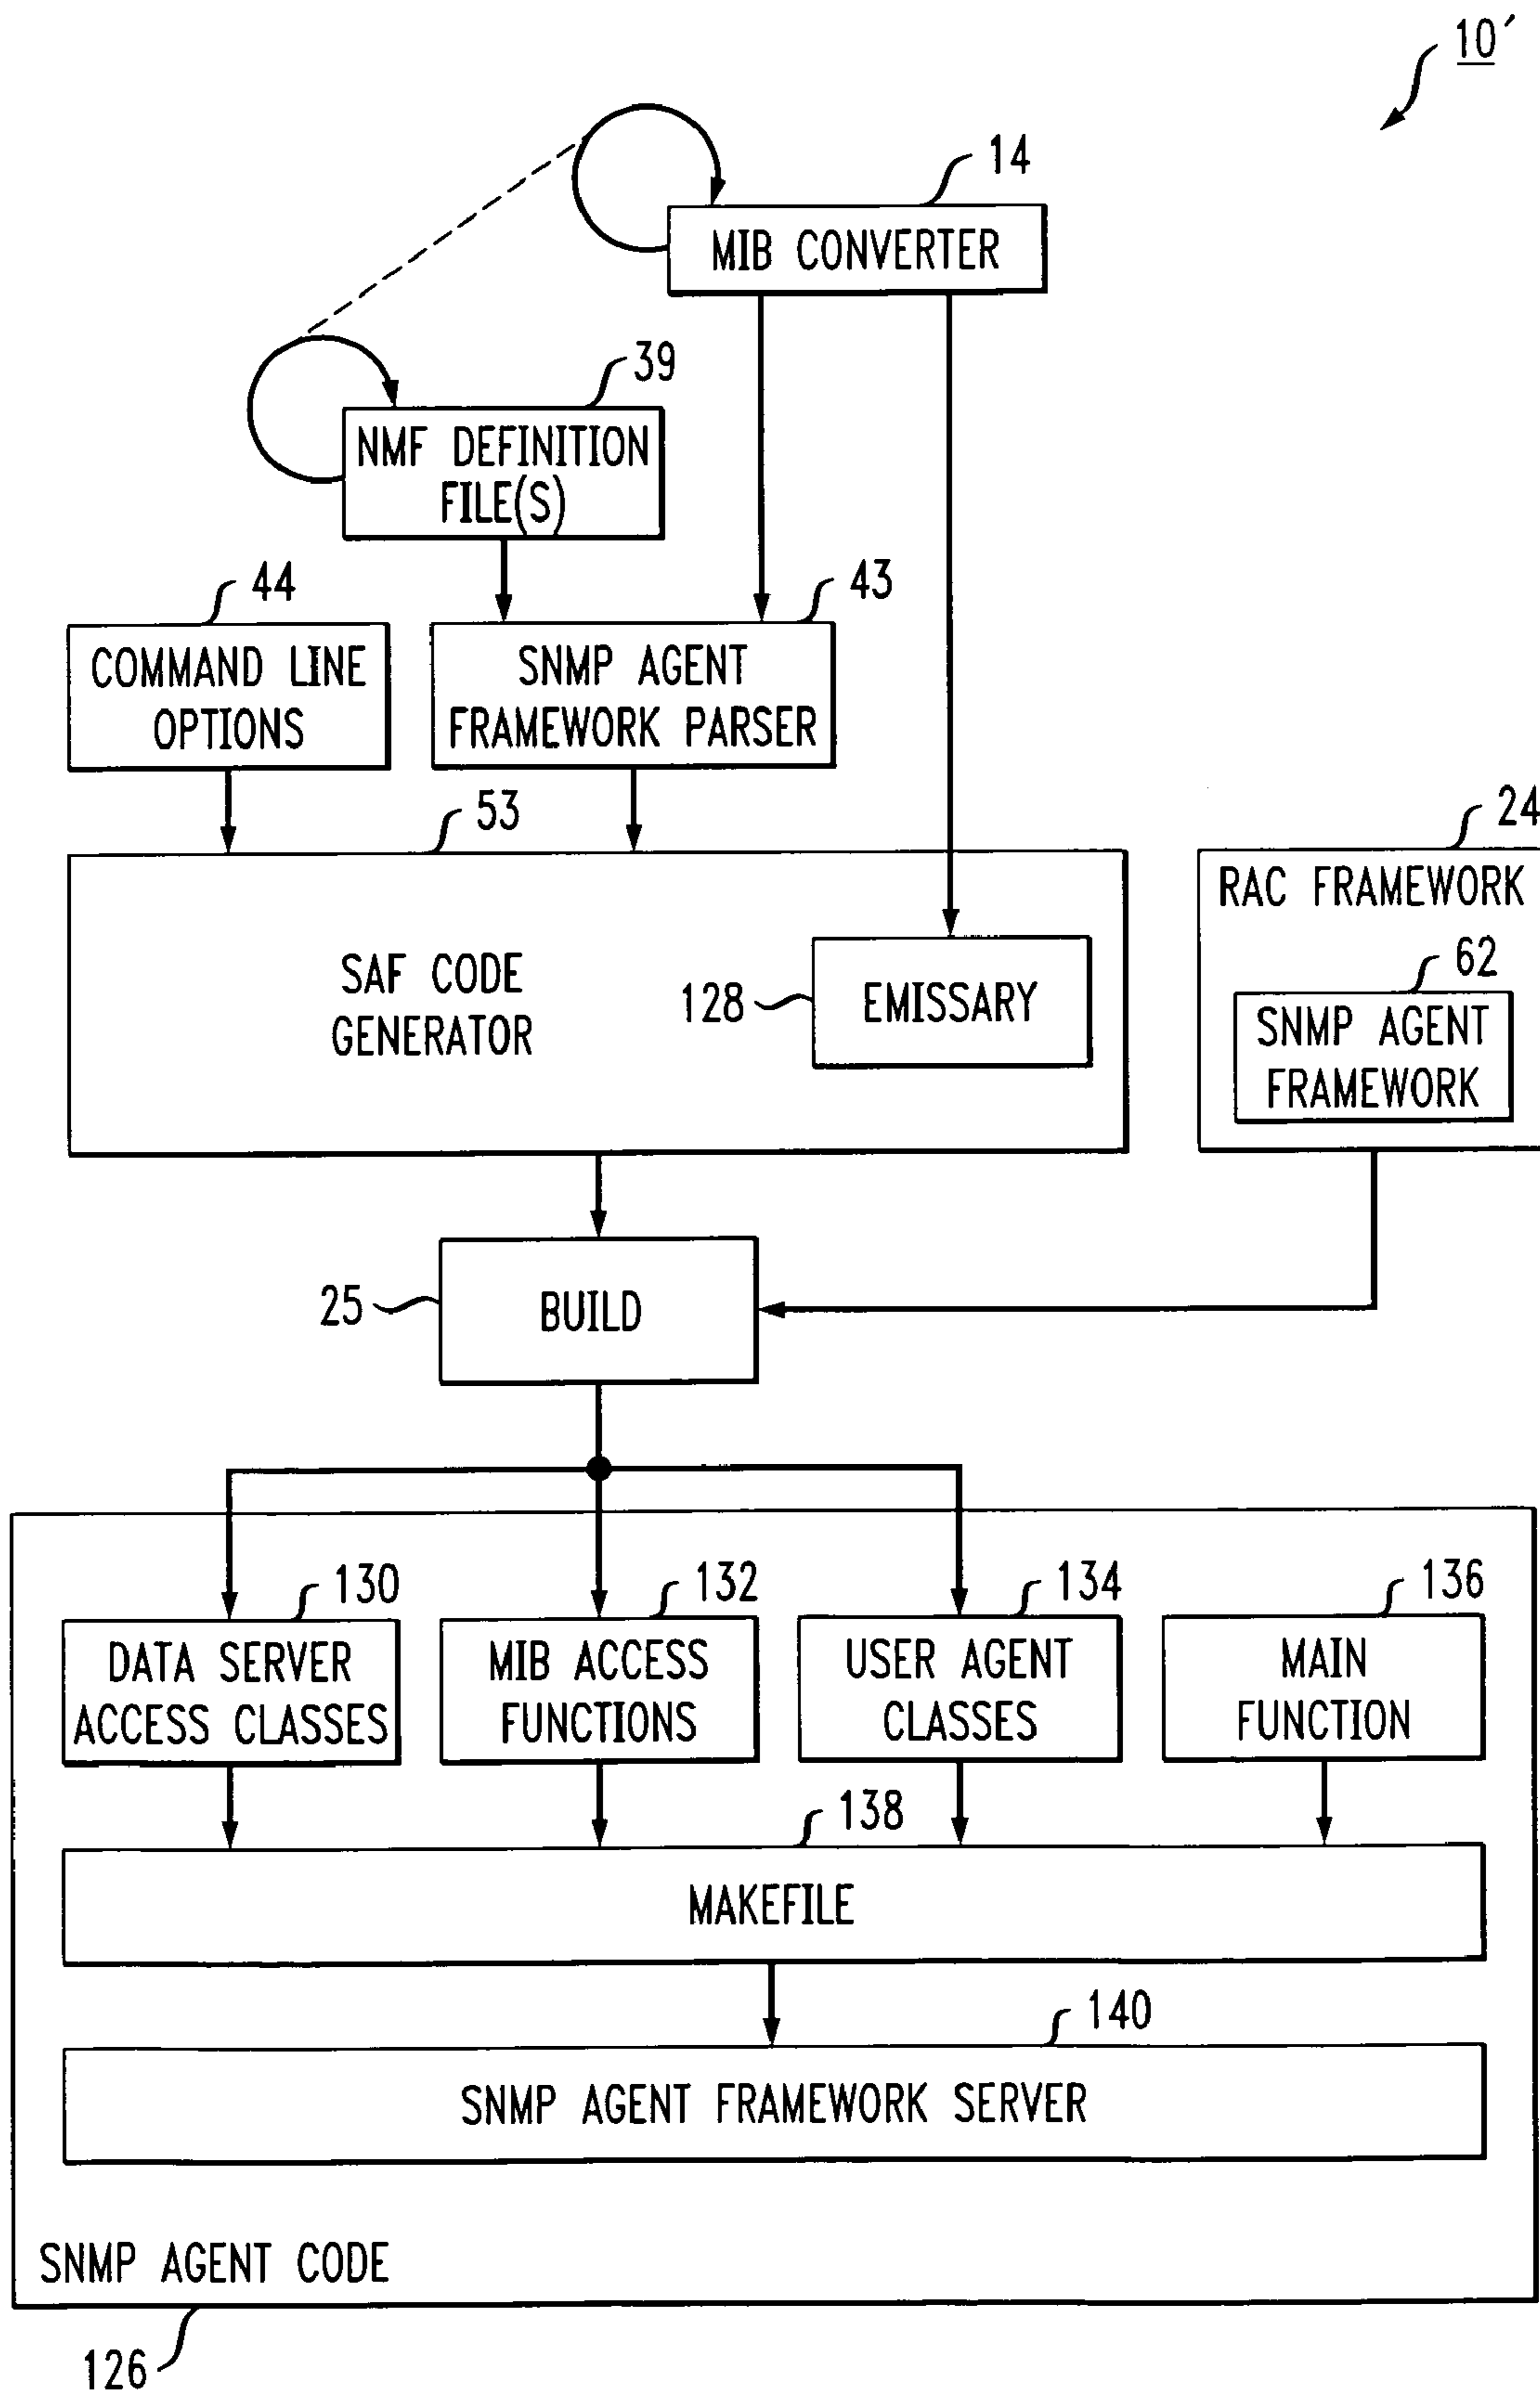 10´
14
MIB CONVERTER
39
NMF DEFINITION
FILE(S)
44
COMMAND LINE
OPTIONS
43
SNMP AGENT
FRAMEWORK PARSER
53
SAF CODE
GENERATOR
128
EMISSARY
24
RAC FRAMEWORK
62
SNMP AGENT
FRAMEWORK
25
BUILD
130
DATA SERVER
ACCESS CLASSES
132
MIB ACCESS
FUNCTIONS
134
USER AGENT
CLASSES
136
MAIN
FUNCTION
138
MAKEFILE
140
SNMP AGENT FRAMEWORK SERVER
SNMP AGENT CODE
126